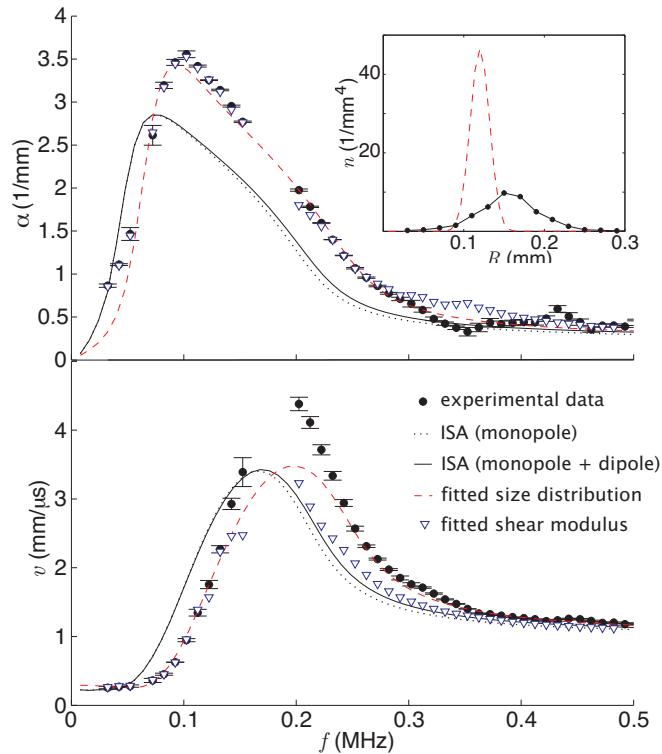 4
3.5
3
2.5
2
1.5
1
0.5
0
α (1/mm)
40
20
n (1/mm⁴)
0.1
0.2
0.3
R (mm)
4
3
2
1
0
v (mm/μs)
experimental data
ISA (monopole)
ISA (monopole + dipole)
fitted size distribution
fitted shear modulus
0
0.1
0.2
0.3
0.4
0.5
f (MHz)